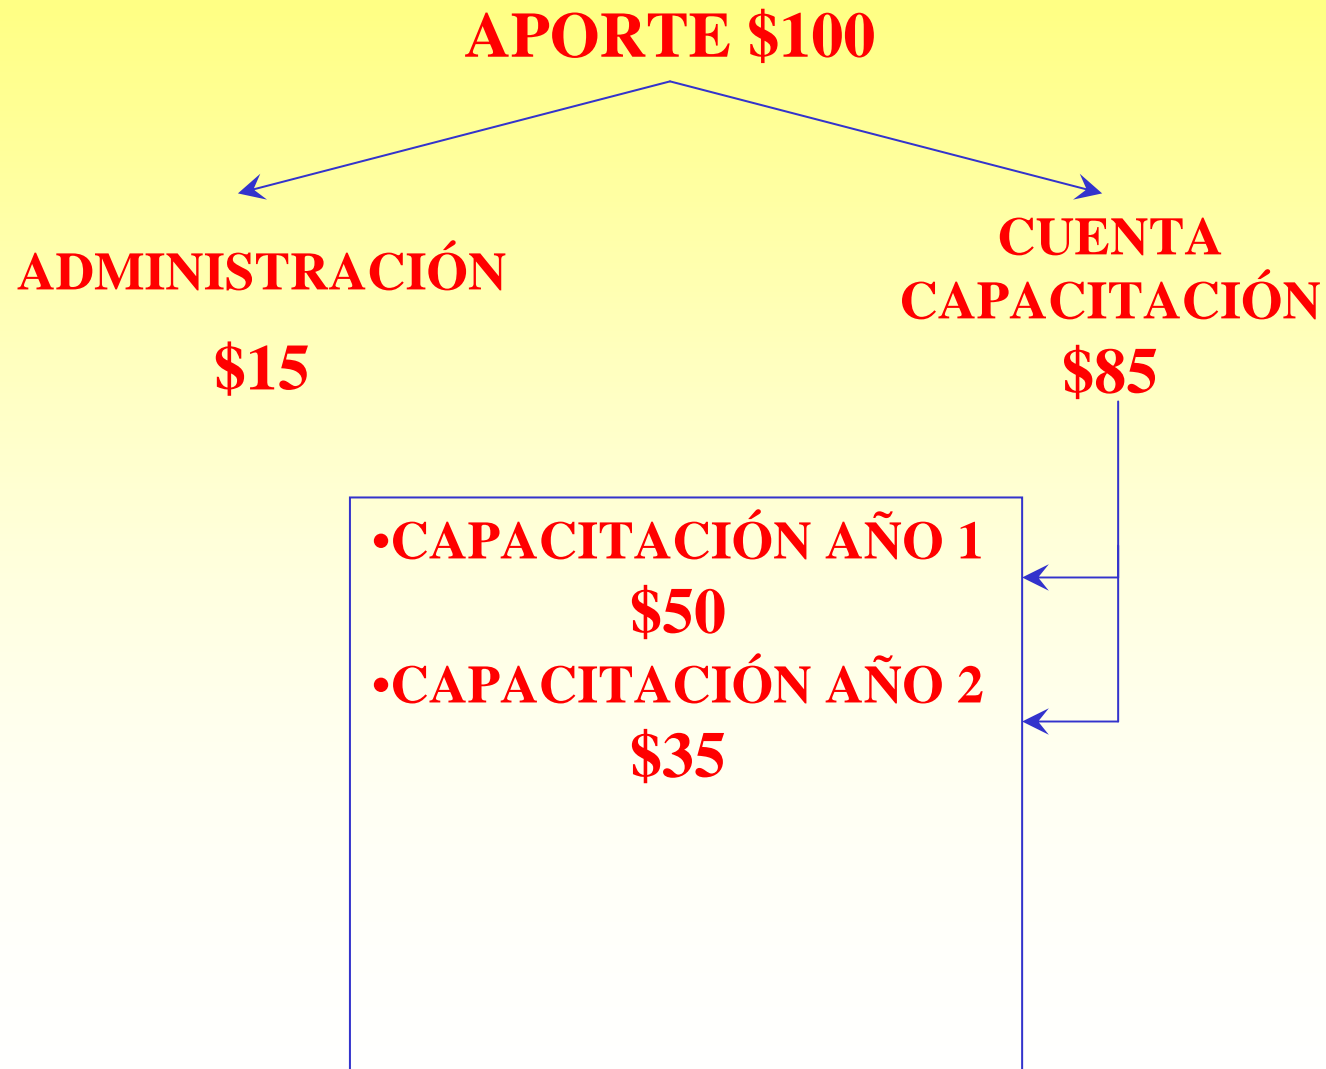 APORTE $100
ADMINISTRACIÓN
$15
CUENTA
CAPACITACIÓN
$85
•CAPACITACIÓN AÑO 1
$50
•CAPACITACIÓN AÑO 2
$35